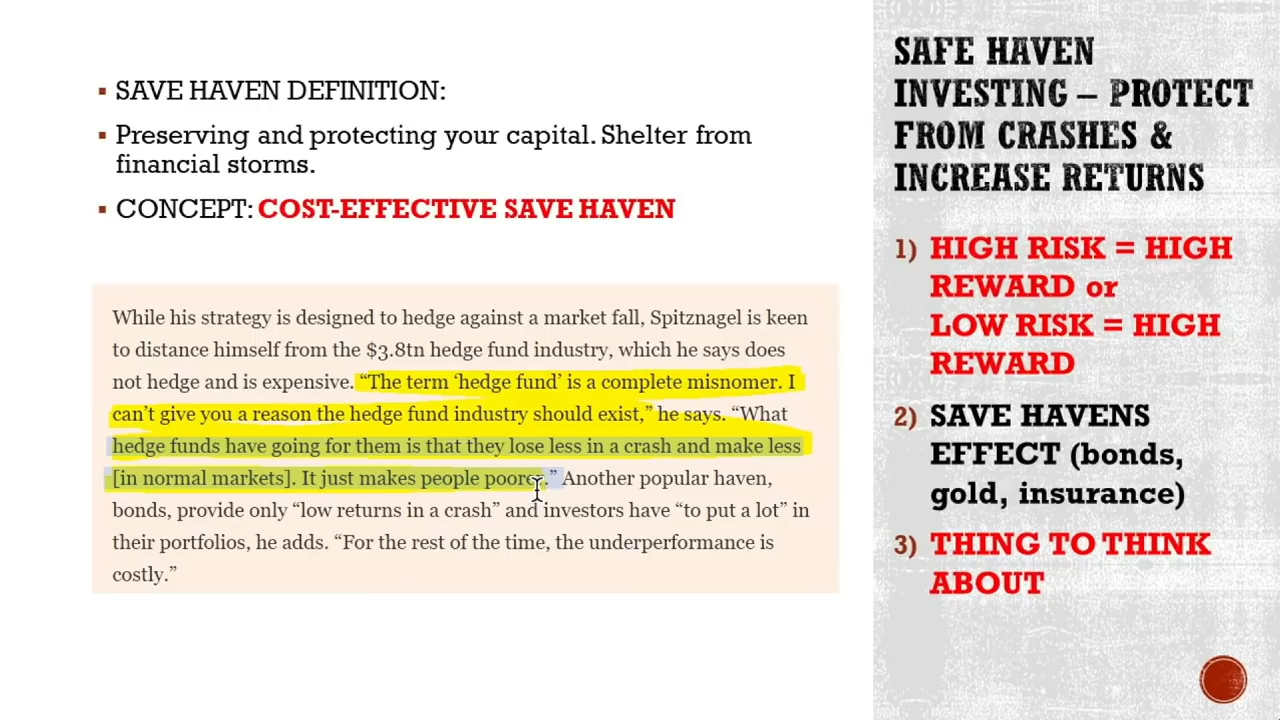 ▪ SAVE HAVEN DEFINITION:
▪ Preserving and protecting your capital. Shelter from
financial storms.
▪ CONCEPT: COST-EFFECTIVE SAVE HAVEN
While his strategy is designed to hedge against a market fall, Spitznagel is keen
to distance himself from the $3.8tn hedge fund industry, which he says does
not hedge and is expensive. “The term ‘hedge fund’ is a complete misnomer. I
can’t give you a reason the hedge fund industry should exist,” he says. “What
hedge funds have going for them is that they lose less in a crash and make less
[in normal markets]. It just makes people poorer.” Another popular haven,
bonds, provide only “low returns in a crash” and investors have “to put a lot” in
their portfolios, he adds. “For the rest of the time, the underperformance is
costly.”
SAFE HAVEN
INVESTING – PROTECT
FROM CRASHES &
INCREASE RETURNS
1) HIGH RISK = HIGH
REWARD or
LOW RISK = HIGH
REWARD
2) SAVE HAVENS
EFFECT (bonds,
gold, insurance)
3) THING TO THINK
ABOUT